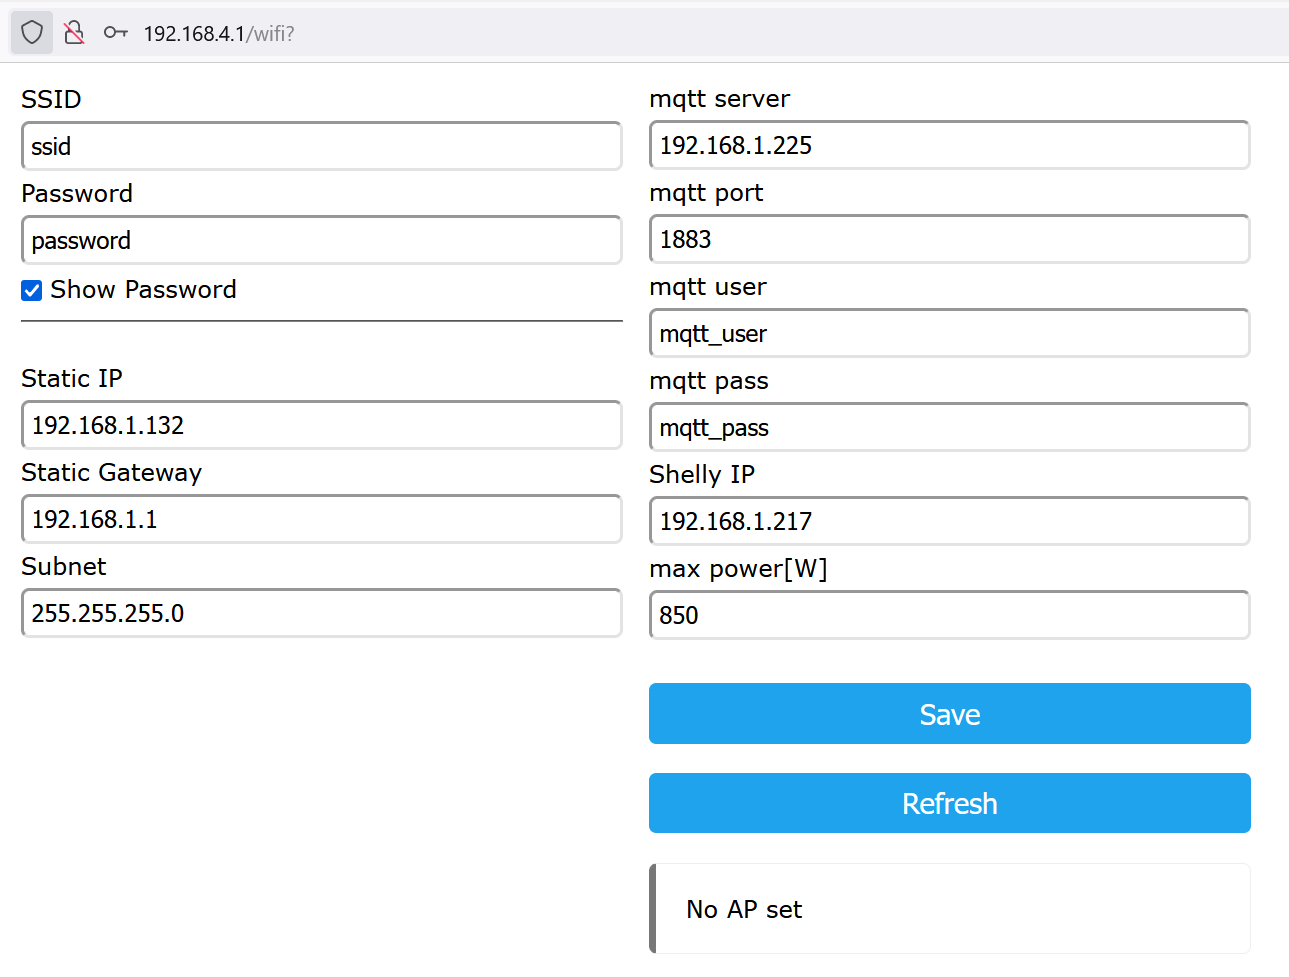 192.168.4.1/wifi?
SSID
ssid
Password
password
Show Password
Static IP
192.168.1.132
Static Gateway
192.168.1.1
Subnet
255.255.255.0
mqtt server
192.168.1.225
mqtt port
1883
mqtt user
mqtt_user
mqtt pass
mqtt_pass
Shelly IP
192.168.1.217
max power[W]
850
Save
Refresh
No AP set